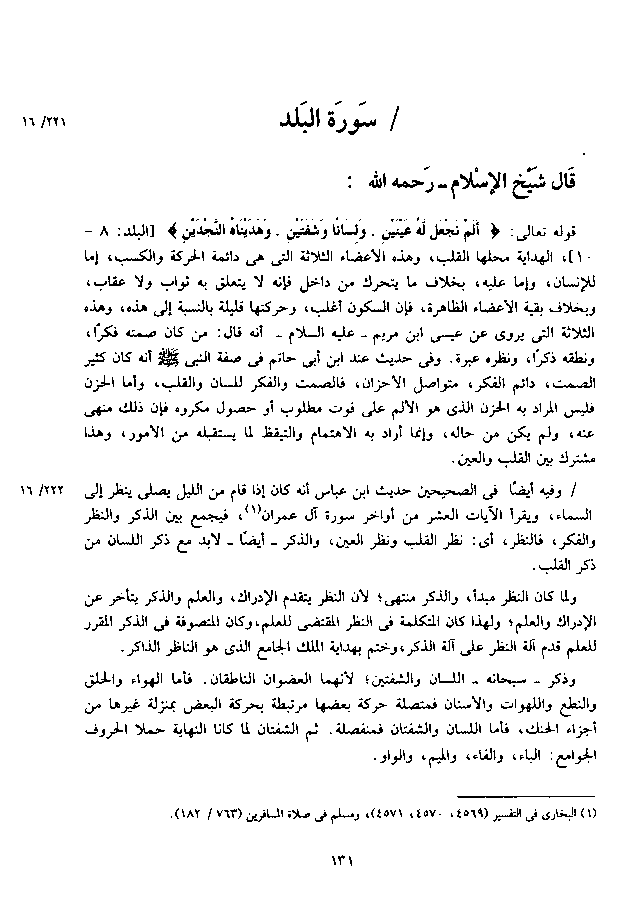 ١٦/٢٢١
/ سَورَة البَلَد
قَال شَيْخ الإِسْلَام ـ رَحمه الله :
قوله تعالى: ﴿ أَلَمْ نَجْعَل لَّهُ عَيْنَيْنِ . وَلِسَانًا وَشَفَتَيْنِ . وَهَدَيْنَاهُ النَّجْدَيْنِ ﴾ [البلد: ٨ –
١٠]، الهداية محلها القلب، وهذه الأعضاء الثلاثة التى هى دائمة الحركة والكسب، إما
للإنسان، وإما عليه، بخلاف ما يتحرك من داخل فإنه لا يتعلق به ثواب ولا عقاب،
وبخلاف بقية الأعضاء الظاهرة، فإن السكون أغلب، وحركتها قليلة بالنسبة إلى هذه، وهذه
الثلاثة التى يروى عن عيسى ابن مريم – عليه السلام – أنه قال: من كان صمته فكرًا،
ونطقه ذكرًا، ونظره عبرة. وفى حديث عند ابن أبي حاتم فى صفة النبى ﷺ أنه كان كثير
الصمت، دائم الفكر، متواصل الأحزان، فالصمت والفكر للسان والقلب، وأما الحزن
فليس المراد به الحزن الذى هو الألم على فوت مطلوب أو حصول مكروه فإن ذلك منهى
عنه، ولم يكن من حاله، وإنما أراد به الاهتمام والتيقظ لما يستقبله من الأمور، وهذا
مشترك بين القلب والعين.
١٦/٢٢٢
/ وفيه أيضًا فى الصحيحين حديث ابن عباس أنه كان إذا قام من الليل يصلى ينظر إلى
السماء، ويقرأ الآيات العشر من أواخر سورة آل عمران(١)، فيجمع بين الذكر والنظر
والفكر، فالنظر، أى: نظر القلب ونظر العين، والذكر – أيضًا – لابد مع ذكر اللسان من
ذكر القلب.
ولما كان النظر مبدأ، والذكر منتهى؛ لأن النظر يتقدم الإدراك، والعلم والذكر يتأخر عن
الإدراك والعلم؛ ولهذا كان المتكلمة فى النظر المقتضى للعلم،وكان المتصوفة فى الذكر المقرر
للعلم قدم آلة النظر على آلة الذكر،وختم بهداية الملك الجامع الذى هو الناظر الذاكر.
وذكر – سبحانه – اللسان والشفتين؛ لأنهما العضوان الناطقان. فأما الهواء والحلق
والنطع واللهوات والأسنان فمتصلة حركة بعضها مرتبطة بحركة البعض بمنزلة غيرها من
أجزاء الحنك، فأما اللسان والشفتان فمنفصلة. ثم الشفتان لما كانا النهاية حملا الحروف
الجوامع: الباء، والفاء، والميم، والواو.
(١) البخارى فى التفسير (٤٥٦٩، ٤٥٧٠، ٤٥٧١)، ومسلم فى صلاة المسافرين (٧٦٣ / ١٨٢).
١٣١